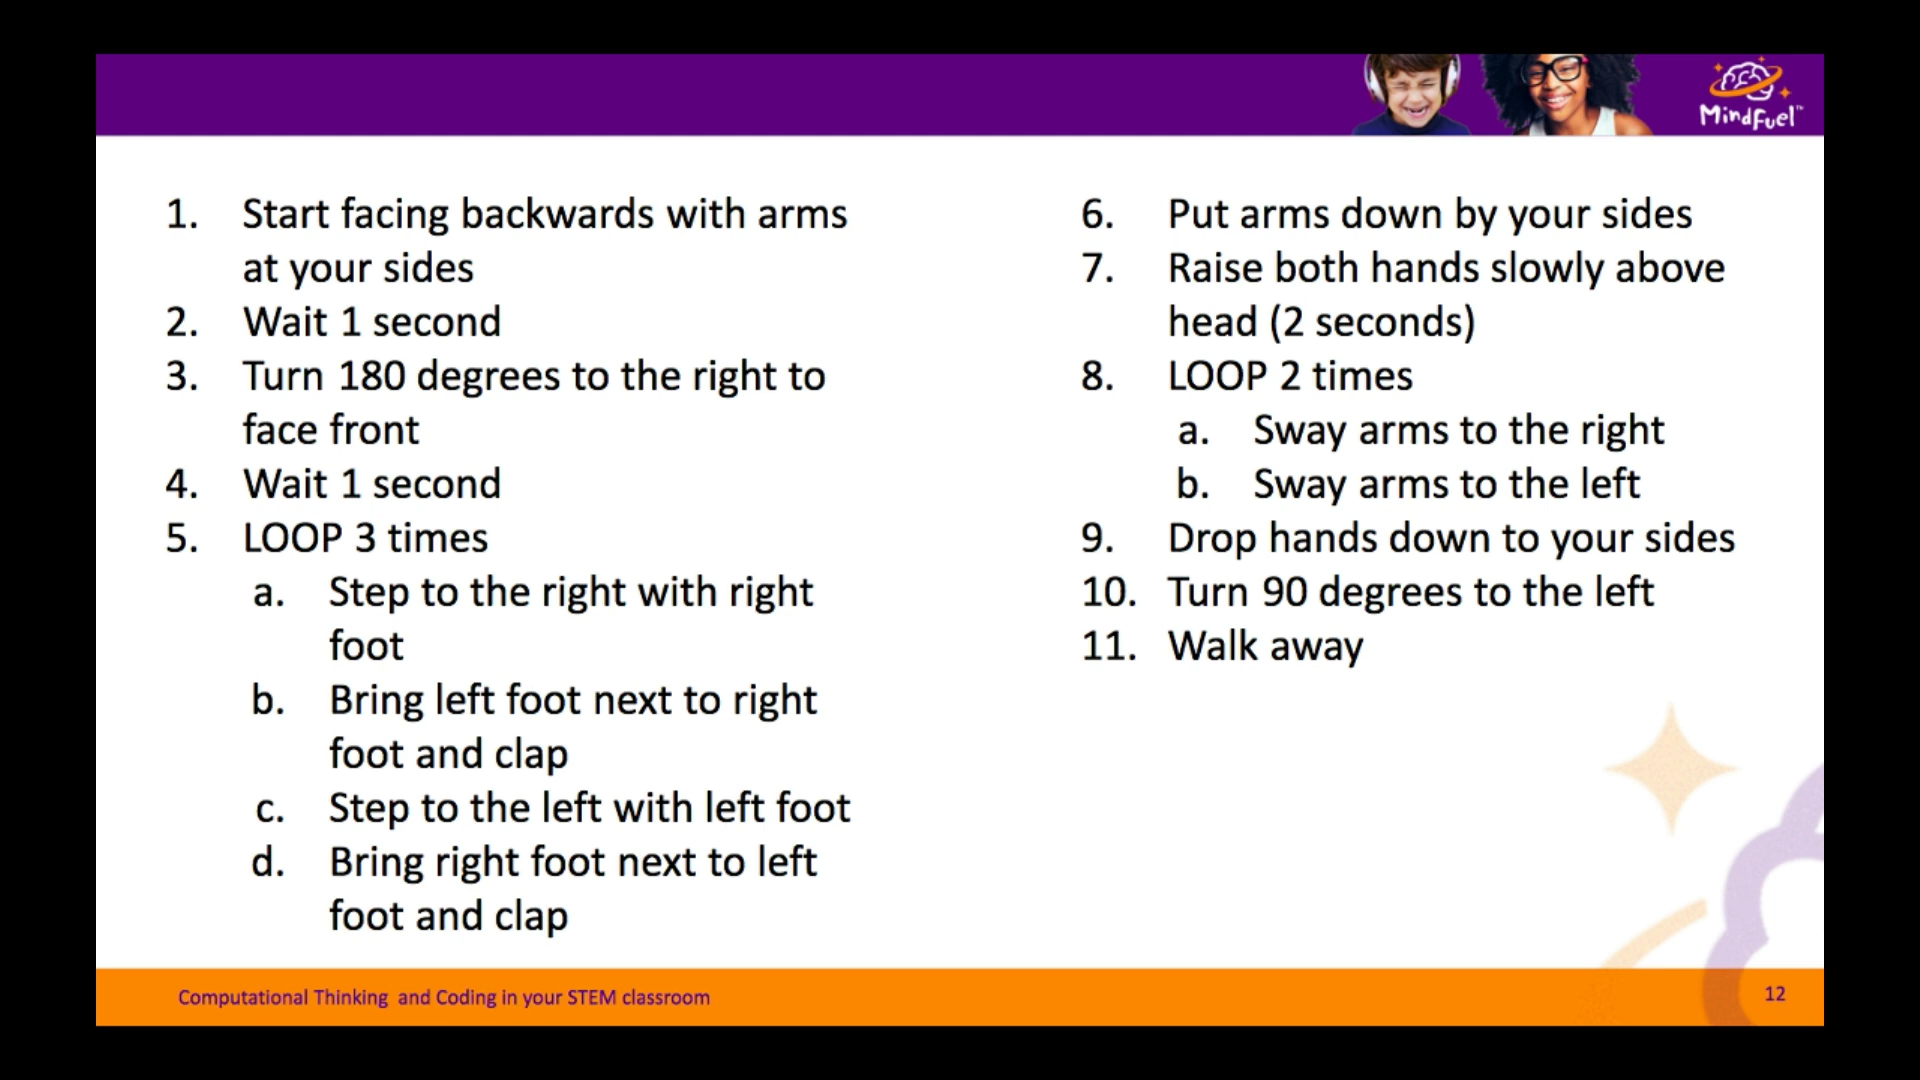 MindFuel™
1. Start facing backwards with arms
at your sides
2. Wait 1 second
3. Turn 180 degrees to the right to
face front
4. Wait 1 second
5. LOOP 3 times
a. Step to the right with right
foot
b. Bring left foot next to right
foot and clap
c. Step to the left with left foot
d. Bring right foot next to left
foot and clap
6. Put arms down by your sides
7. Raise both hands slowly above
head (2 seconds)
8. LOOP 2 times
a. Sway arms to the right
b. Sway arms to the left
9. Drop hands down to your sides
10. Turn 90 degrees to the left
11. Walk away
Computational Thinking and Coding in your STEM classroom
12